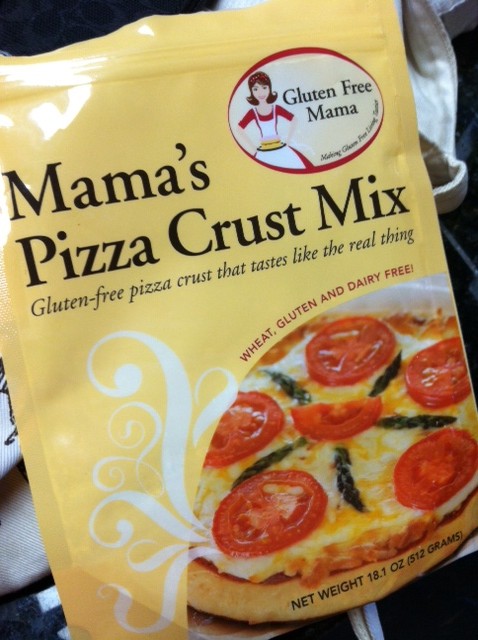 Gluten Free
Mama
Making Gluten Free Living Easier
Mama's
Pizza Crust Mix
Gluten-free pizza crust that tastes like the real thing
WHEAT, GLUTEN AND DAIRY FREE!
NET WEIGHT 18.1 OZ (512 GRAMS)